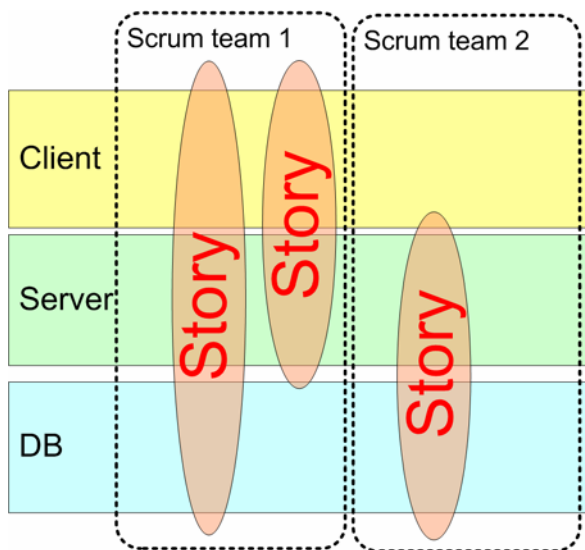 Scrum team 1
Scrum team 2
Client
Story
Story
Server
Story
DB